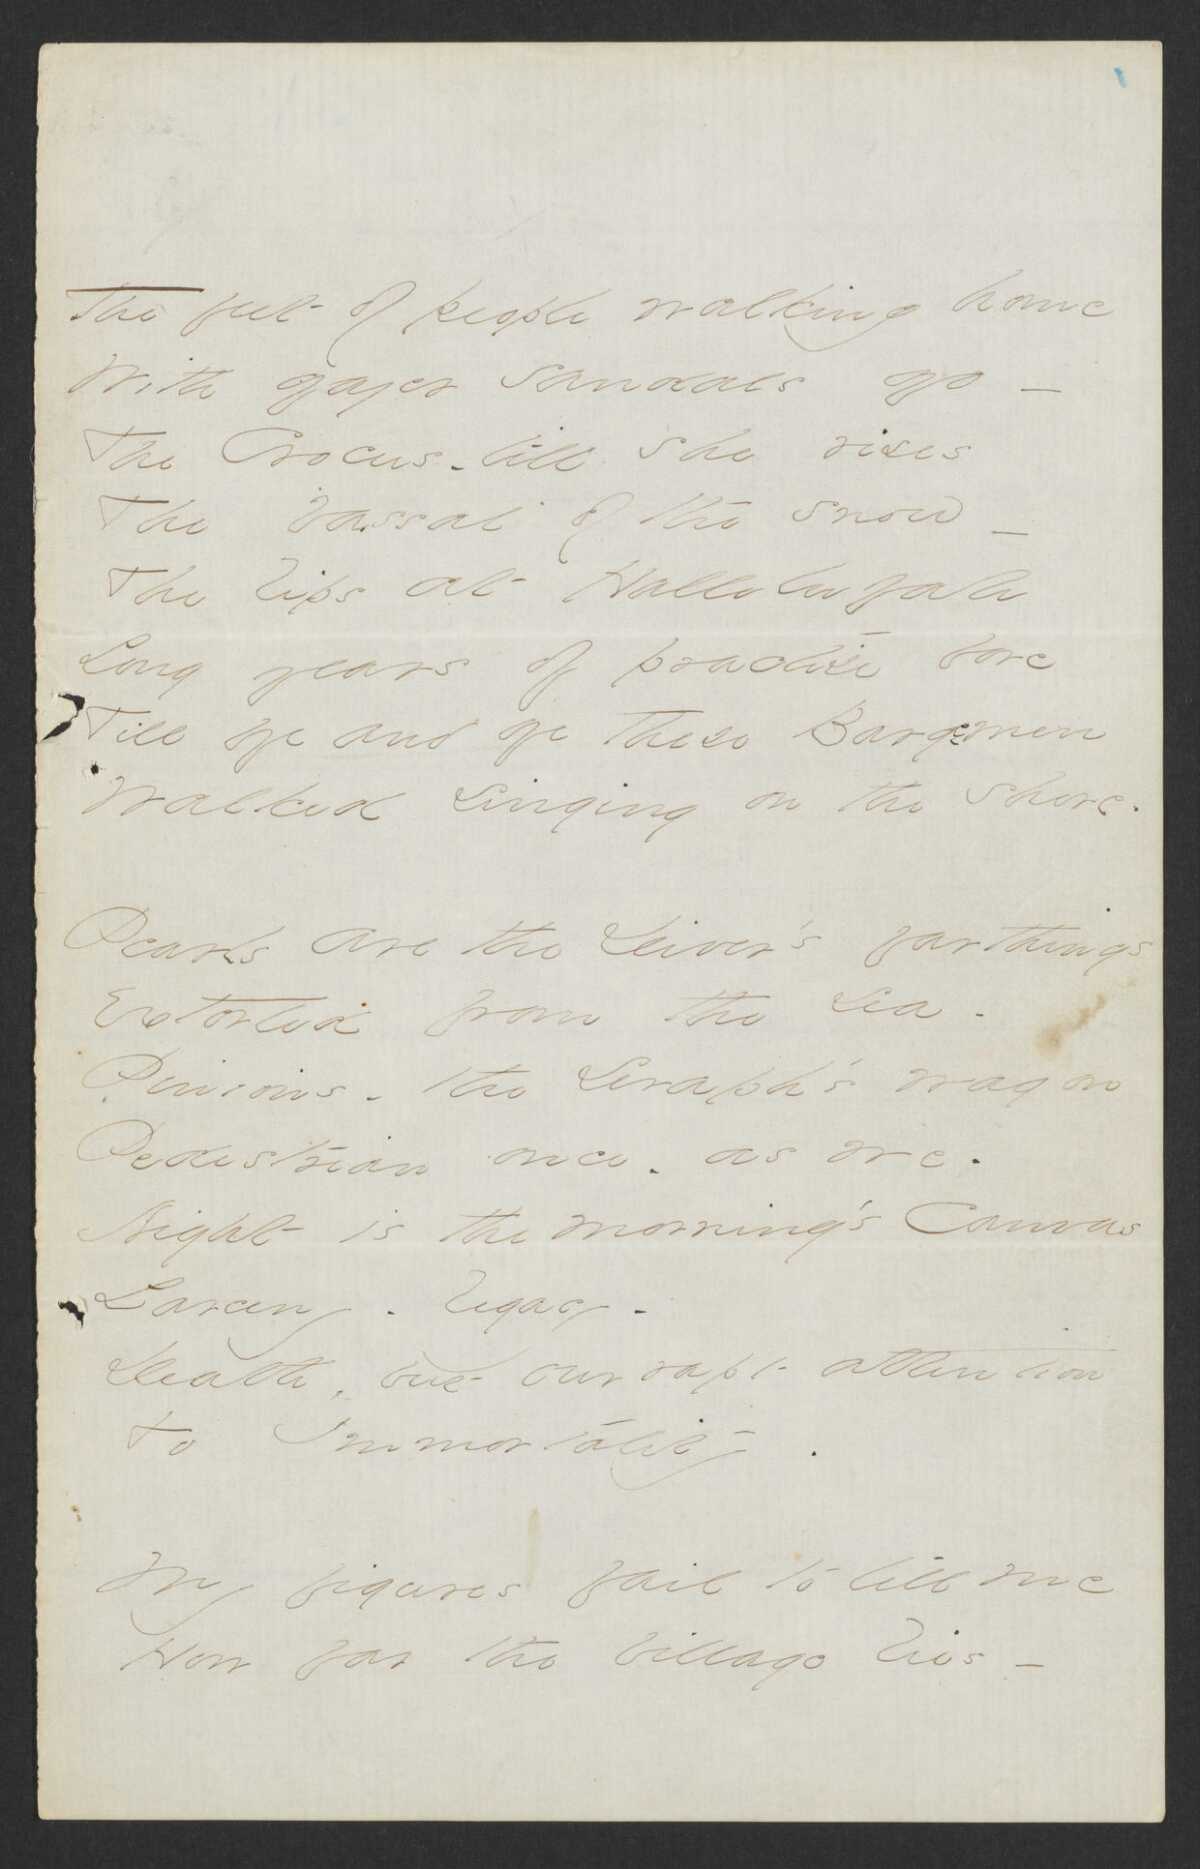 The feet of people walking home
With gayer sandals go –
The Crocus – till she rises
The Vassal of the snow –
The lips at Hallelujah
Long years of practise bore
Till bye and bye these Bargemen
Walked singing on the shore.
Pearls are the Diver's farthings
Extorted from the Sea –
Pinions – the Seraph's wagon
Pedestrian once – as we –
Night is the morning's Canvas
Larceny – legacy –
Death, but our rapt attention
To Immortality.
My figures fail to tell me
How far the Village lies –